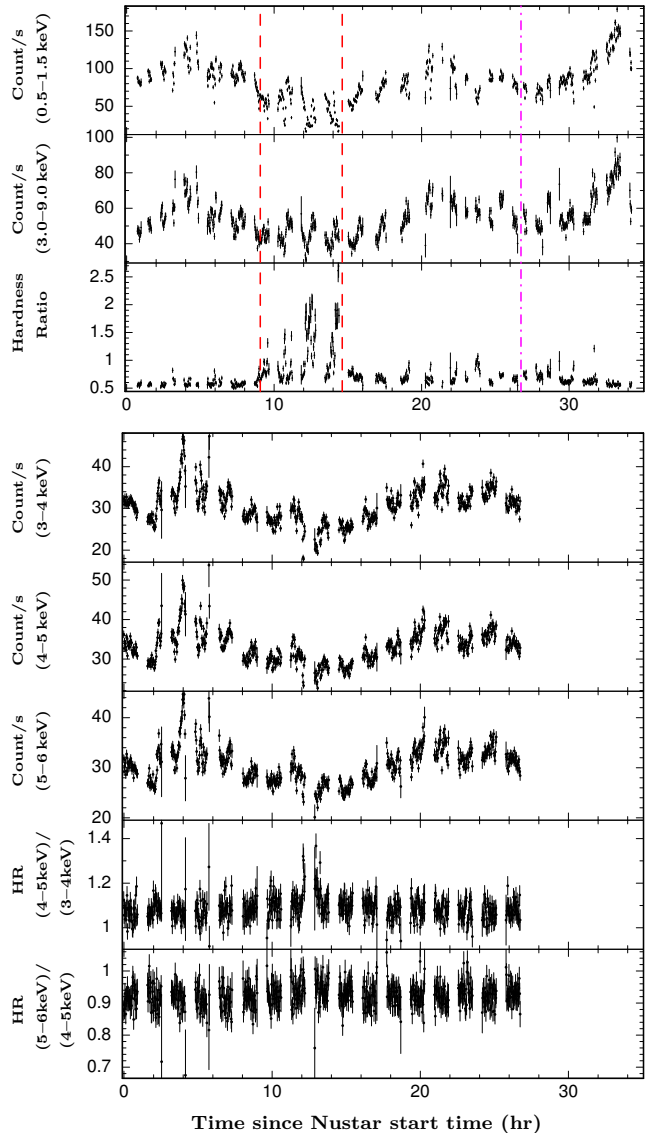 Count/s
(0.5–1.5 keV)
50
100
150
Count/s
(3.0–9.0 keV)
40
60
80
100
Hardness
Ratio
0.5
1
1.5
2
2.5
0
10
20
30
Count/s
(3–4 keV)
20
30
40
Count/s
(4–5 keV)
30
40
50
Count/s
(5–6 keV)
20
30
40
HR
(4–5keV)/
(3–4keV)
1
1.2
1.4
HR
(5–6keV)/
(4–5keV)
0.7
0.8
0.9
1
0
10
20
30
Time since Nustar start time (hr)